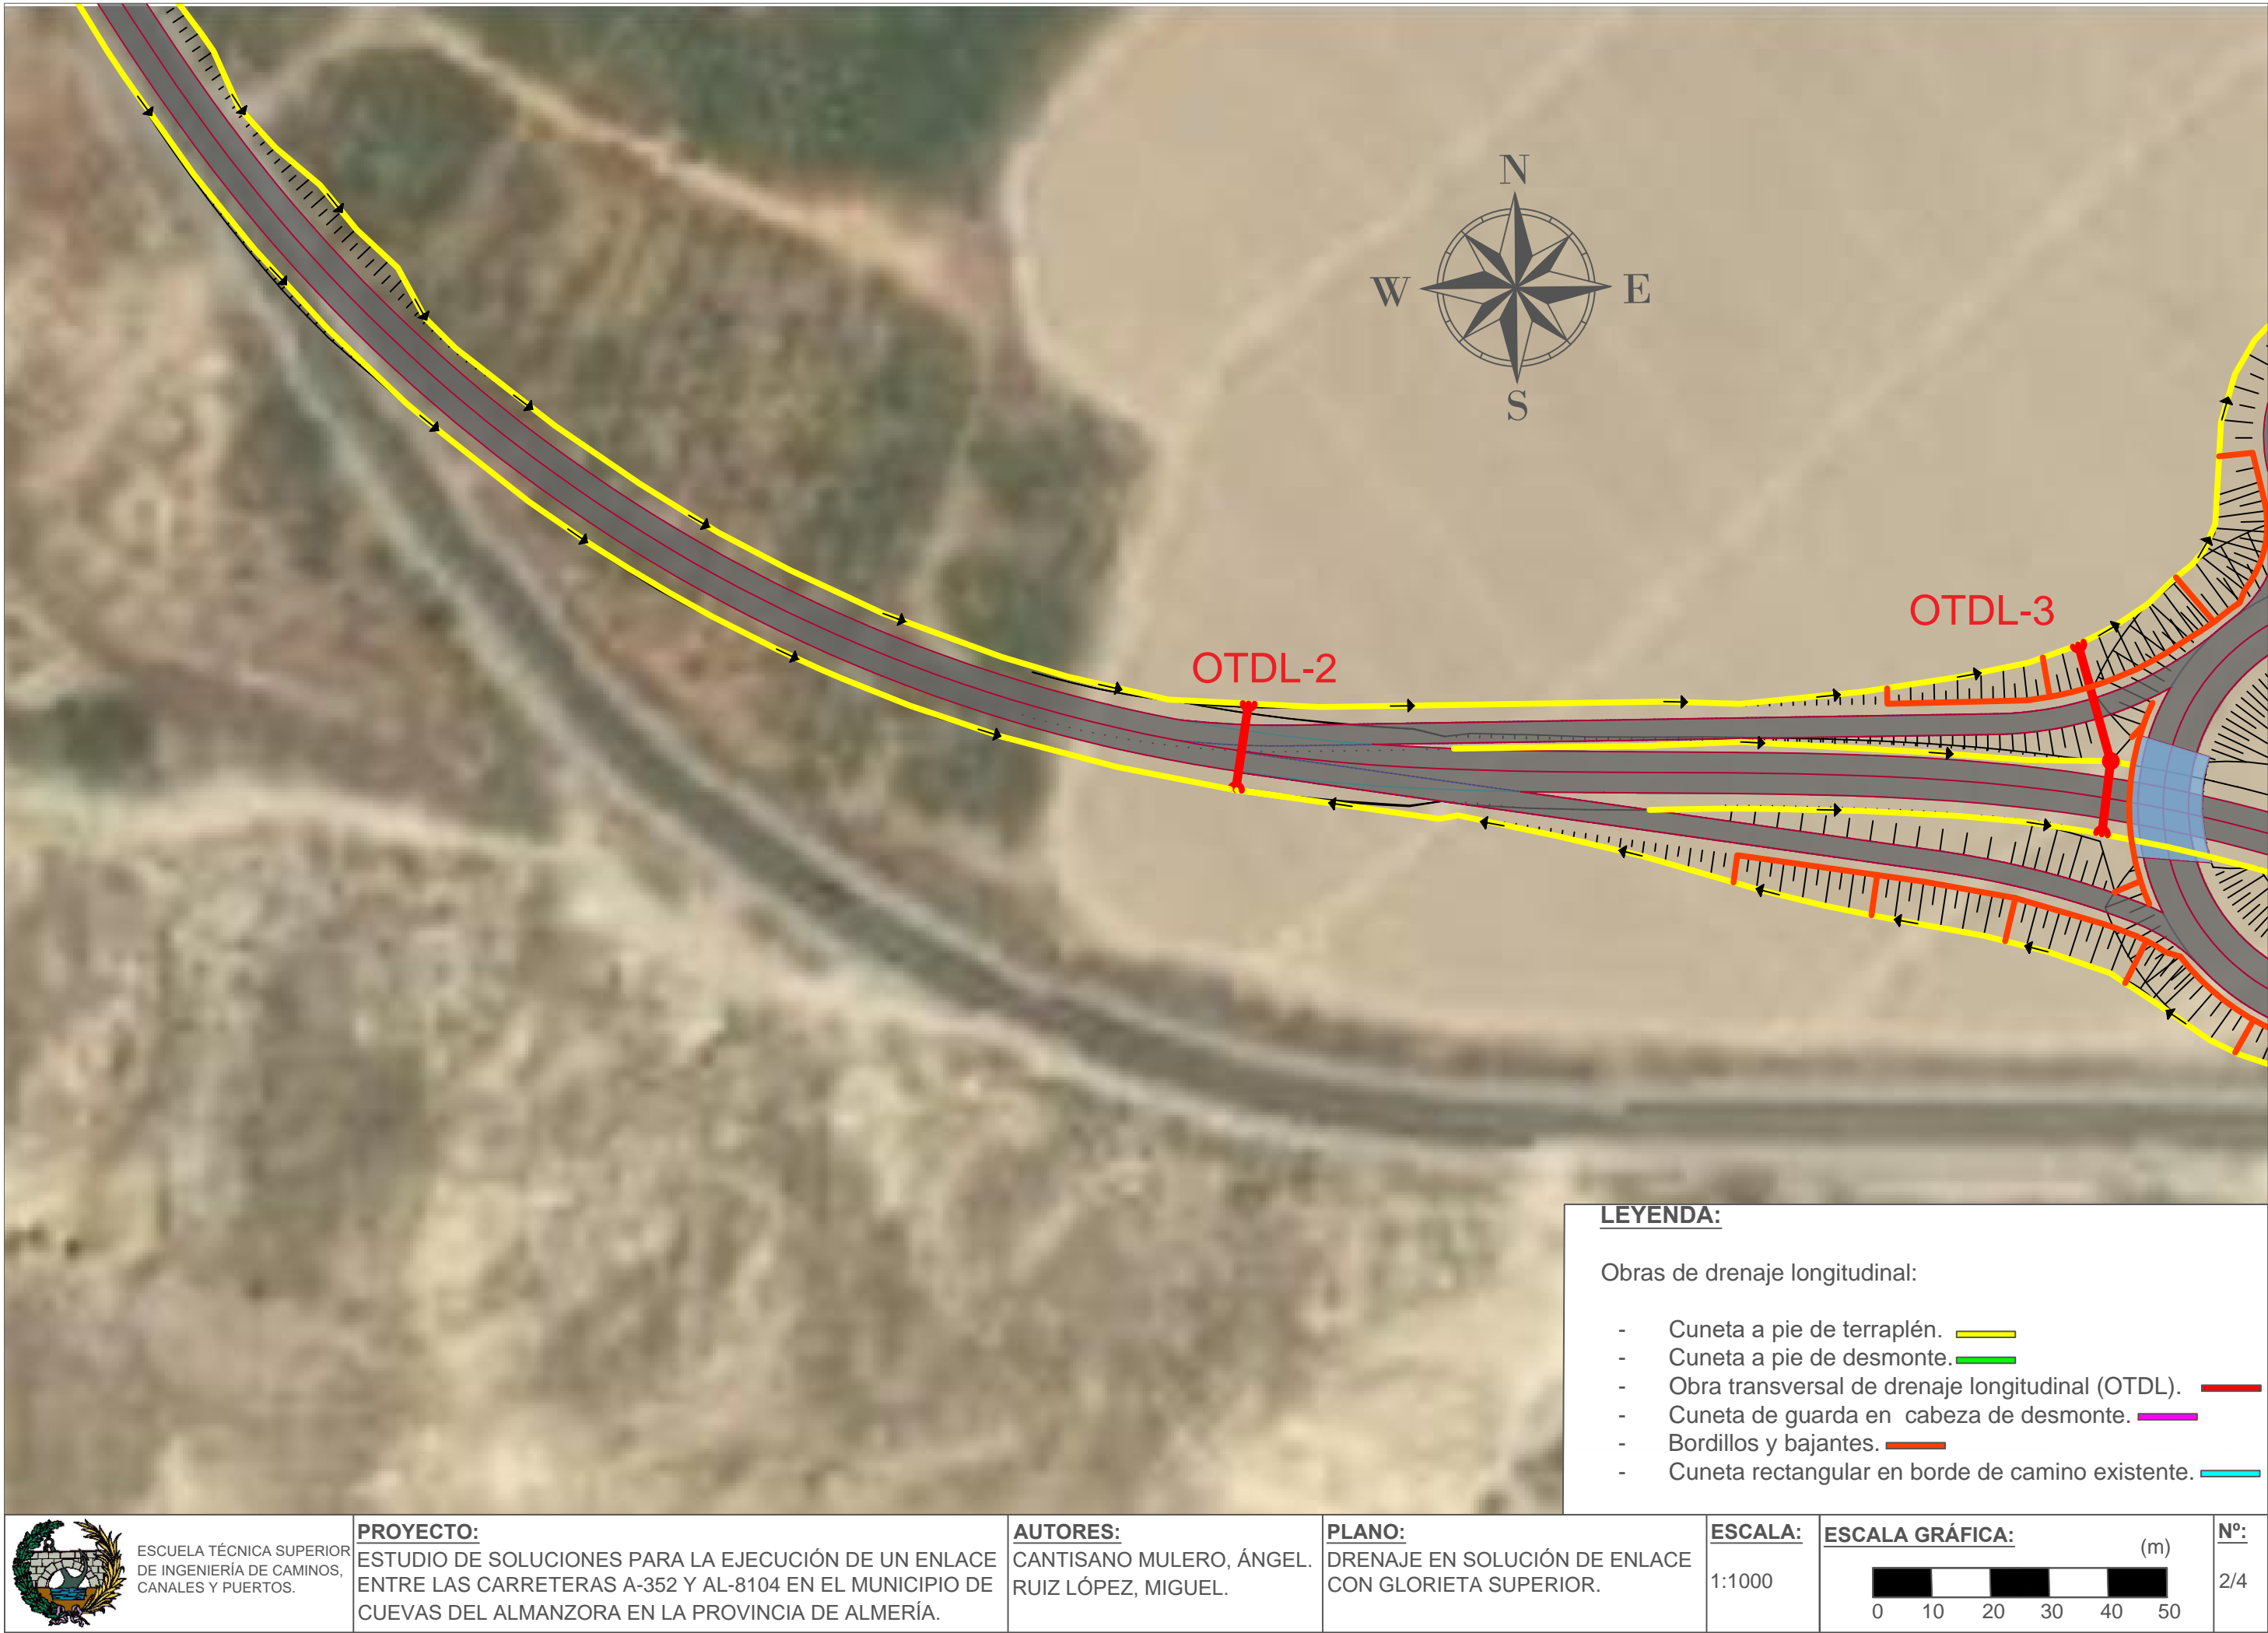 N
W
E
S
OTDL-2
OTDL-3
LEYENDA:
Obras de drenaje longitudinal:
- Cuneta a pie de terraplén.
- Cuneta a pie de desmonte.
- Obra transversal de drenaje longitudinal (OTDL).
- Cuneta de guarda en cabeza de desmonte.
- Bordillos y bajantes.
- Cuneta rectangular en borde de camino existente.
ESCUELA TÉCNICA SUPERIOR
DE INGENIERÍA DE CAMINOS,
CANALES Y PUERTOS.
PROYECTO:
ESTUDIO DE SOLUCIONES PARA LA EJECUCIÓN DE UN ENLACE
ENTRE LAS CARRETERAS A-352 Y AL-8104 EN EL MUNICIPIO DE
CUEVAS DEL ALMANZORA EN LA PROVINCIA DE ALMERÍA.
AUTORES:
CANTISANO MULERO, ÁNGEL.
RUIZ LÓPEZ, MIGUEL.
PLANO:
DRENAJE EN SOLUCIÓN DE ENLACE
CON GLORIETA SUPERIOR.
ESCALA:
1:1000
ESCALA GRÁFICA:
(m)
0 10 20 30 40 50
Nº:
2/4